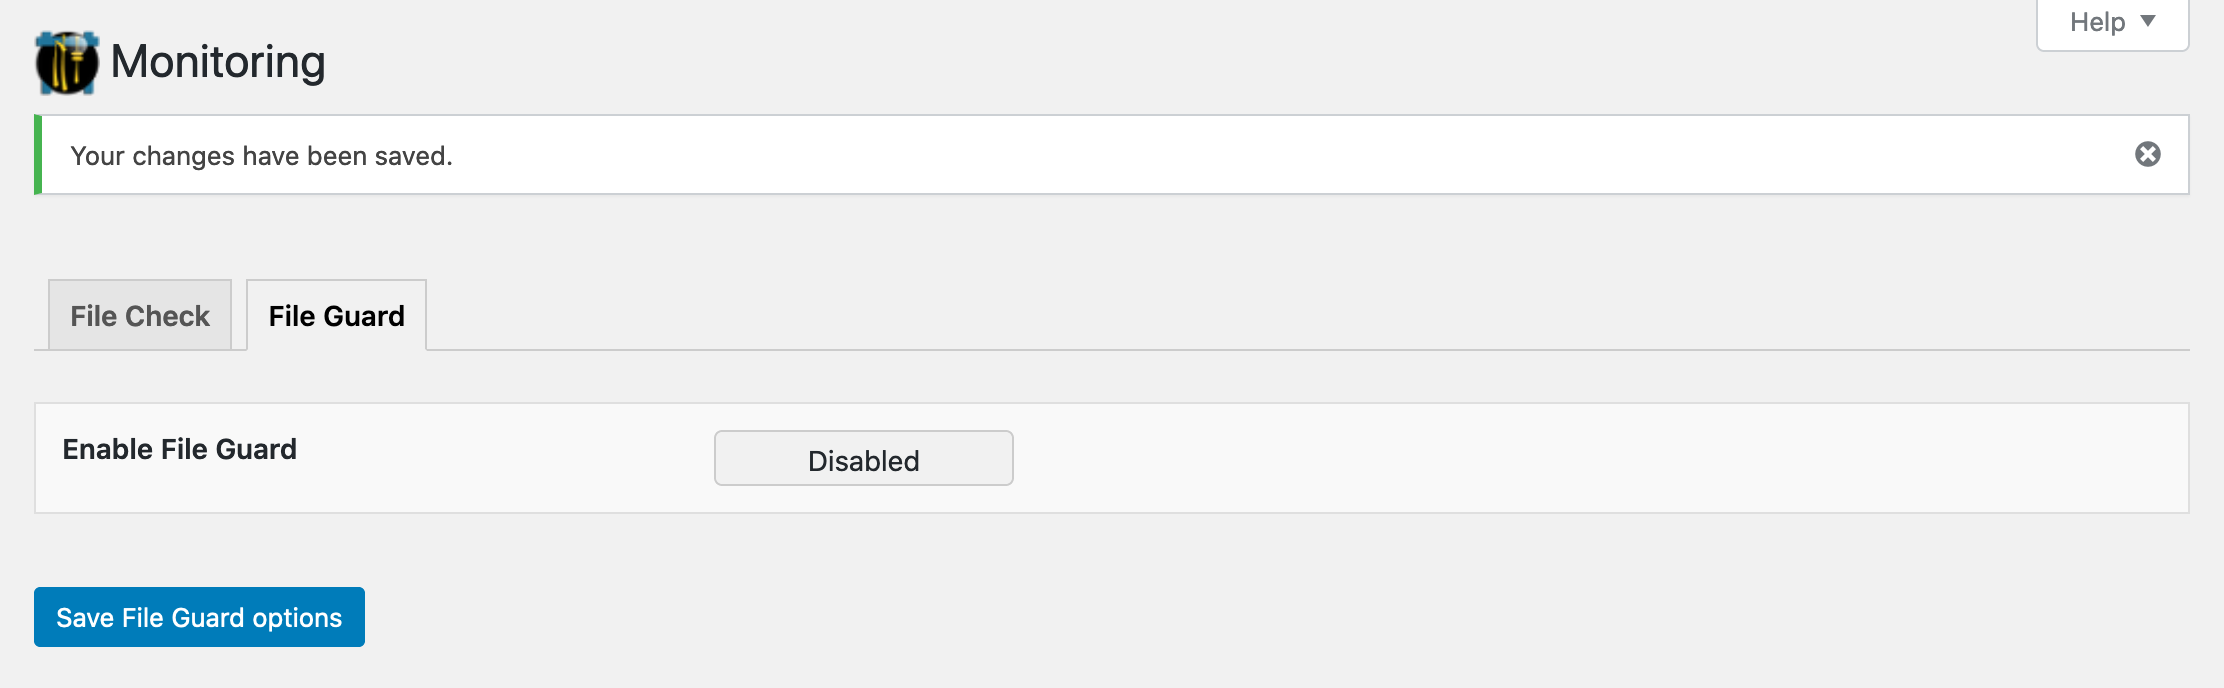 Help
Monitoring
Your changes have been saved.
File Check
File Guard
Enable File Guard
Disabled
Save File Guard options